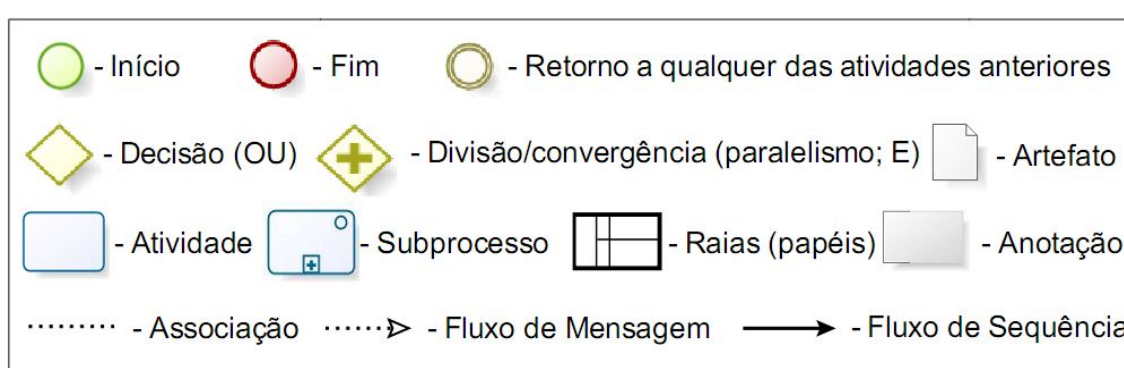 - Início - Fim - Retorno a qualquer das atividades anteriores
- Decisão (OU) - Divisão/convergência (paralelismo; E) - Artefato
- Atividade - Subprocesso - Raias (papéis) - Anotação
- Associação - Fluxo de Mensagem - Fluxo de Sequência